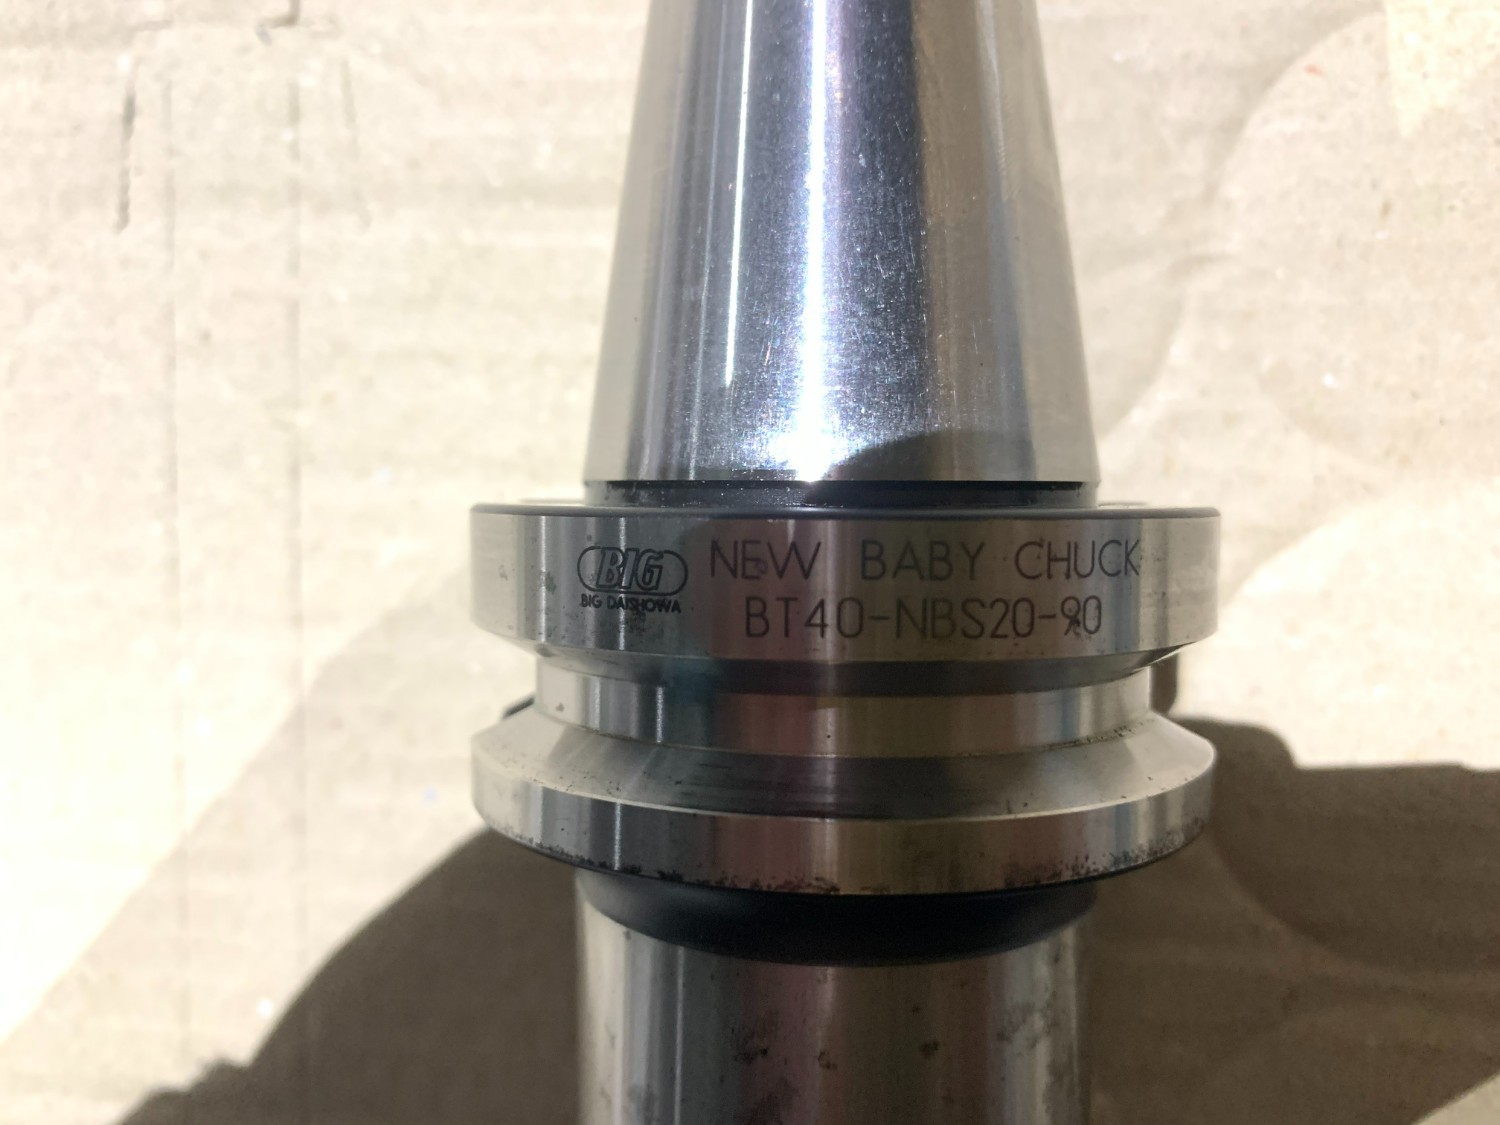 BIG NEW BABY CHUCK
BIG DAISHOWA BT40-NBS20-90